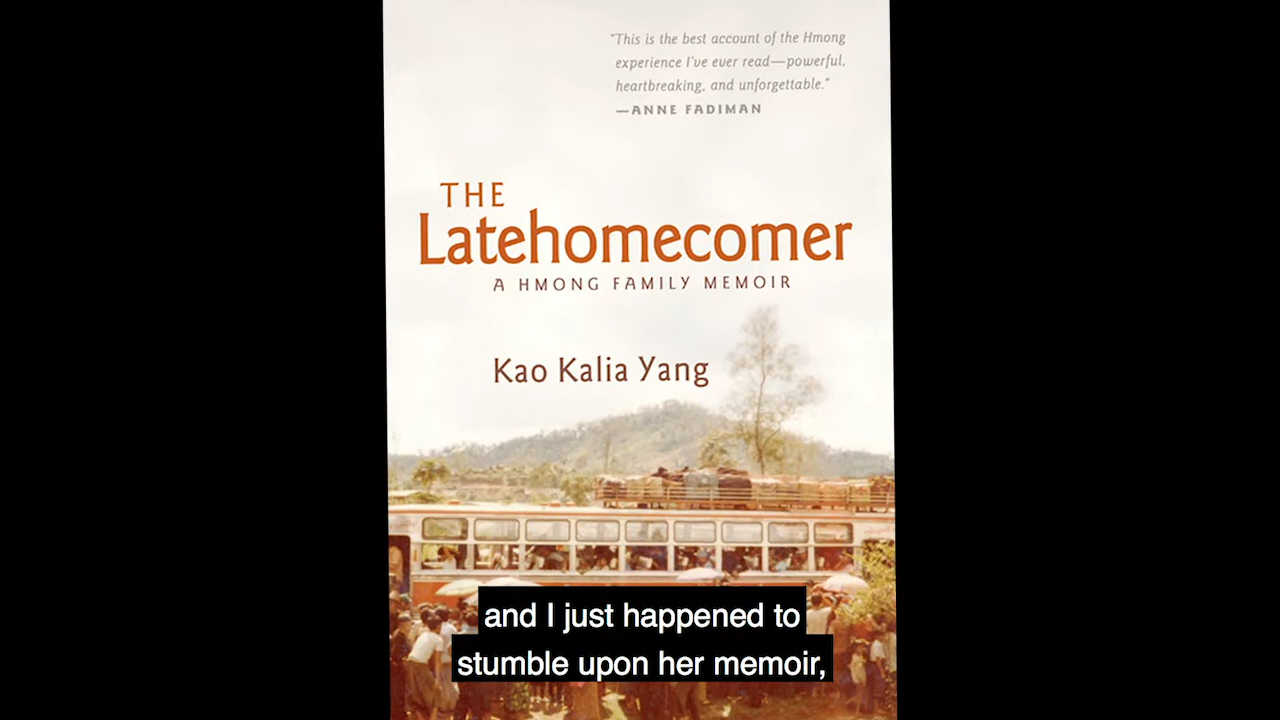 "This is the best account of the Hmong
experience I've ever read—powerful,
heartbreaking, and unforgettable."
—ANNE FADIMAN
THE
Latehomecomer
A HMONG FAMILY MEMOIR
Kao Kalia Yang
and I just happened to
stumble upon her memoir,